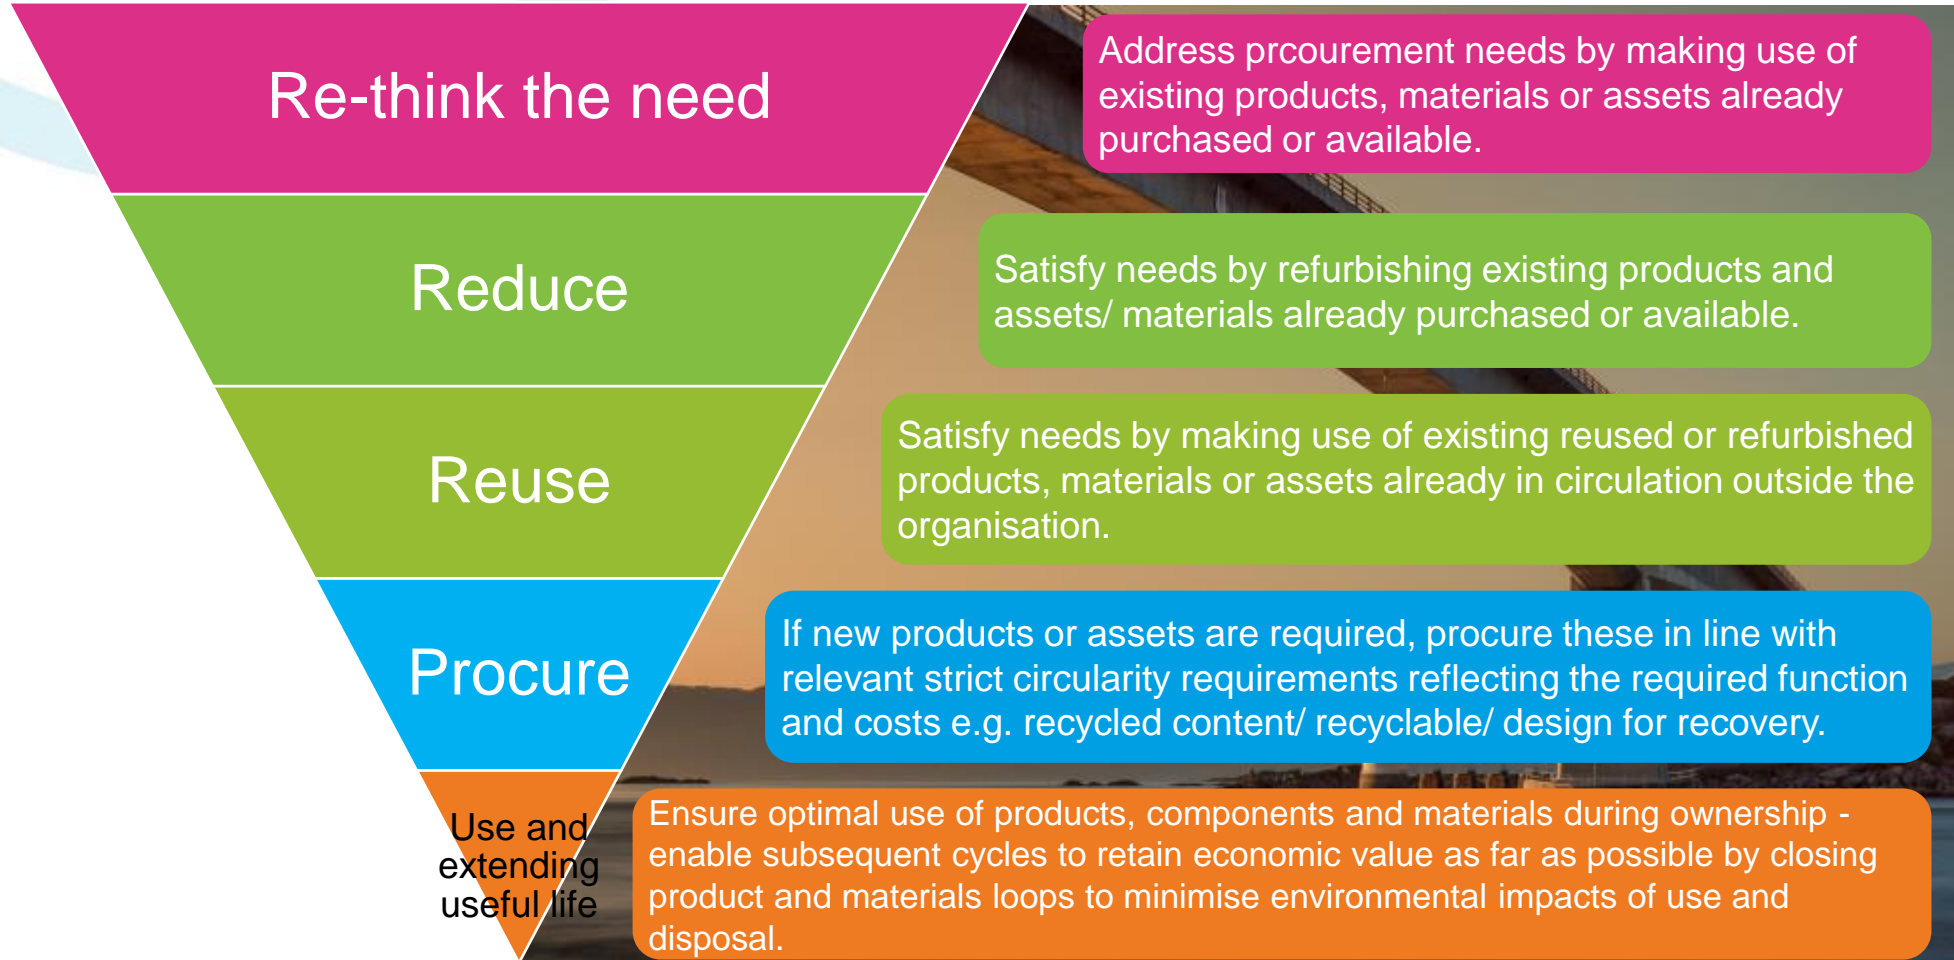 Re-think the need
Address prcourement needs by making use of
existing products, materials or assets already
purchased or available.
Reduce
Satisfy needs by refurbishing existing products and
assets/ materials already purchased or available.
Reuse
Satisfy needs by making use of existing reused or refurbished
products, materials or assets already in circulation outside the
organisation.
Procure
If new products or assets are required, procure these in line with
relevant strict circularity requirements reflecting the required function
and costs e.g. recycled content/ recyclable/ design for recovery.
Use and
extending
useful life
Ensure optimal use of products, components and materials during ownership -
enable subsequent cycles to retain economic value as far as possible by closing
product and materials loops to minimise environmental impacts of use and
disposal.